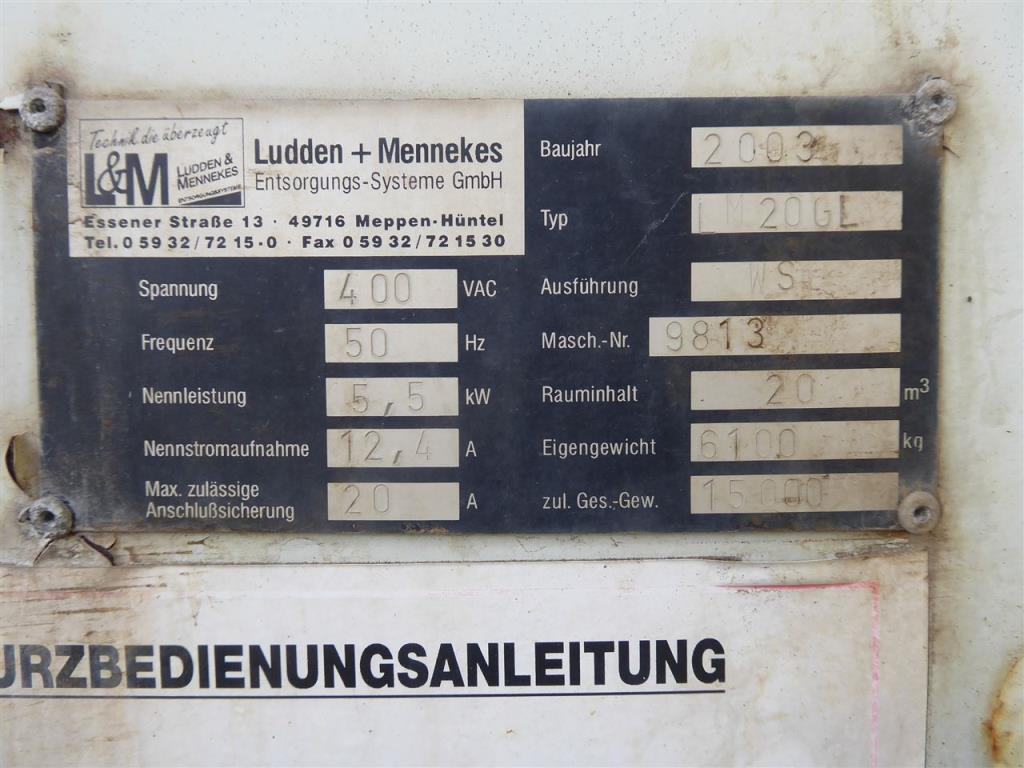 Technik die überzeugt
L&M
LUDDEN &
MENNEKES
ENTSORGUNGSSYSTEME
Ludden + Mennekes
Entsorgungs-Systeme GmbH
Essener Straße 13 · 49716 Meppen-Hüntel
Tel. 0 59 32 / 72 15-0 · Fax 0 59 32 / 72 15 30
Spannung 400 VAC
Frequenz 50 Hz
Nennleistung 5,5 kW
Nennstromaufnahme 12,4 A
Max. zulässige
Anschlußsicherung 20 A
Baujahr 2003
Typ LM 20GL
Ausführung WSL
Masch.-Nr. 9813
Rauminhalt 20 m³
Eigengewicht 6100 kg
zul. Ges.-Gew. 15000
URZBEDIENUNGSANLEITUNG